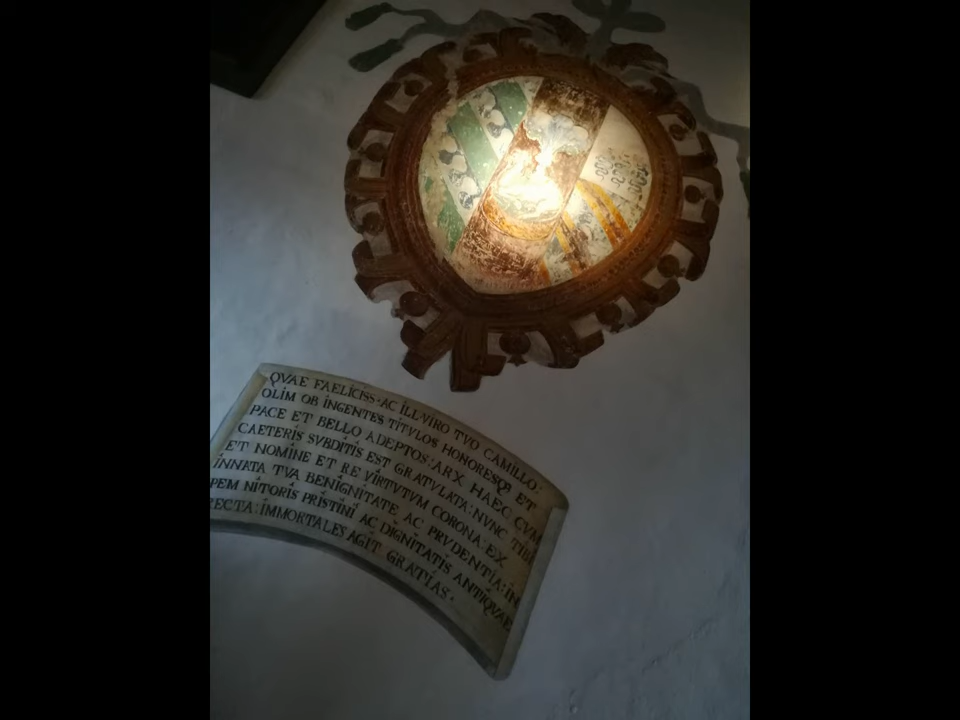 QVAE FAELICISS·AC ILL·VIRO TVO CAMILLO:
OLIM OB INGENTES TITVLOS HONORESQ3 ET
PACE ET BELLO ADEPTOS: ARX HAEC CVM
CAETERIS SVBDITIS EST GRATVLATA: NVNC TIBI
ET NOMINE ET RE VIRTVTVM CORONA: EX
INNATA TVA BENIGNITATE AC PRVDENTIA: IN
PEM NITORIS PRISTINI AC DIGNITATIS ANTIQVAE
RECTA: IMMORTALES AGIT GRATIAS·